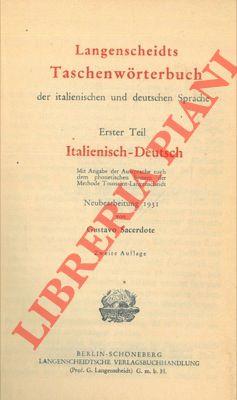 Langenscheidts
Taschenwörterbuch
der italienischen und deutschen Sprache
Erster Teil
Italienisch-Deutsch
Mit Angabe der Aussprache nach
dem phonetischen System der
Methode Toussaint-Langenscheidt
Neubearbeitung 1931
von
Gustavo Sacerdote
Zweite Auflage
LIBRERIA PIANI
LIBRERIA PIANI
BERLIN-SCHÖNEBERG
LANGENSCHEIDTSCHE VERLAGSBUCHHANDLUNG
(Prof. G. Langenscheidt) G. m. b. H.